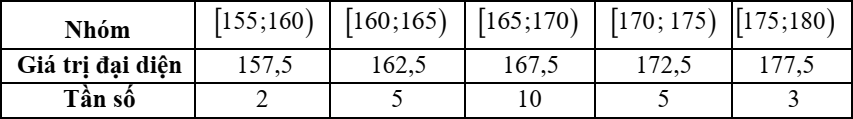 Nhóm [155;160) [160;165) [165;170) [170; 175) [175;180)
Giá trị đại diện 157,5 162,5 167,5 172,5 177,5
Tần số 2 5 10 5 3